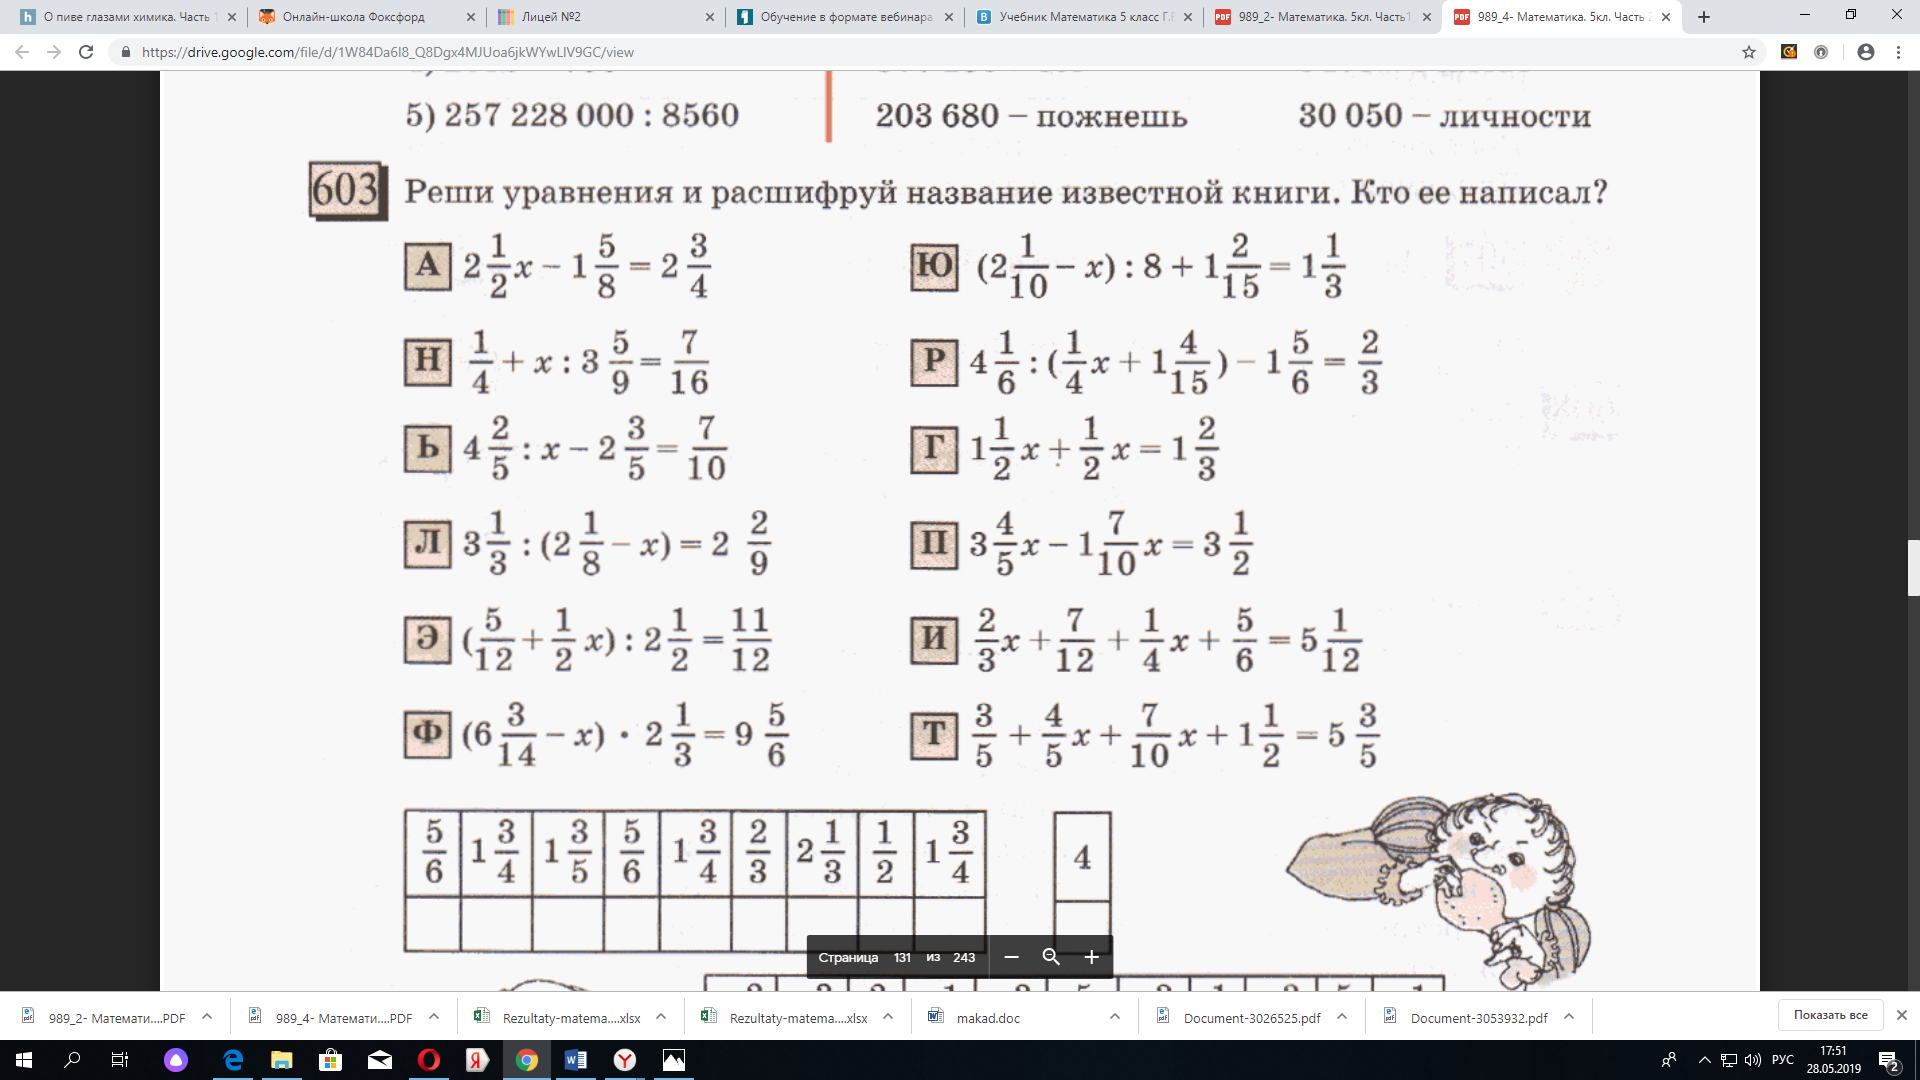 О пиве глазами химика. Часть 1
Онлайн-школа Фоксфорд
Лицей №2
Обучение в формате вебинара
Учебник Математика 5 класс Г.В
PDF 989_2- Математика. 5кл. Часть1
PDF 989_4- Математика. 5кл. Часть 2
https://drive.google.com/file/d/1W84Da6I8_Q8Dgx4MJUoa6jkWYwLlV9GC/view
5) 257 228 000 : 8560 203 680 – пожнешь 30 050 – личности
603 Реши уравнения и расшифруй название известной книги. Кто ее написал?
А 2 1/2 x – 1 5/8 = 2 3/4 Ю (2 1/10 – x) : 8 + 1 2/15 = 1 1/3
Н 1/4 + x : 3 5/9 = 7/16 Р 4 1/6 : (1/4 x + 1 4/15) – 1 5/6 = 2/3
Ь 4 2/5 : x – 2 3/5 = 7/10 Г 1 1/2 x + 1/2 x = 1 2/3
Л 3 1/3 : (2 1/8 – x) = 2 2/9 П 3 4/5 x – 1 7/10 x = 3 1/2
Э (5/12 + 1/2 x) : 2 1/2 = 11/12 И 2/3 x + 7/12 + 1/4 x + 5/6 = 5 1/12
Ф (6 3/14 – x) · 2 1/3 = 9 5/6 Т 3/5 + 4/5 x + 7/10 x + 1 1/2 = 5 3/5
5/6 1 3/4 1 3/5 5/6 1 3/4 2/3 2 1/3 1/2 1 3/4 4
Страница 131 из 243
989_2- Математи....PDF
989_4- Математи....PDF
Rezultaty-matema....xlsx
Rezultaty-matema....xlsx
makad.doc
Document-3026525.pdf
Document-3053932.pdf
Показать все
РУС
17:51
28.05.2019
2